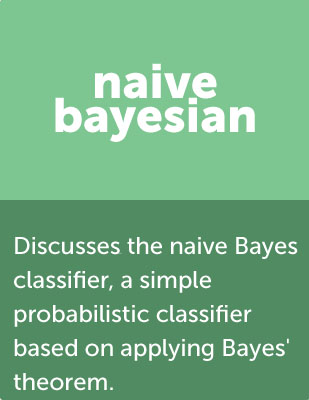 naive
bayesian
Discusses the naive Bayes
classifier, a simple
probabilistic classifier
based on applying Bayes'
theorem.